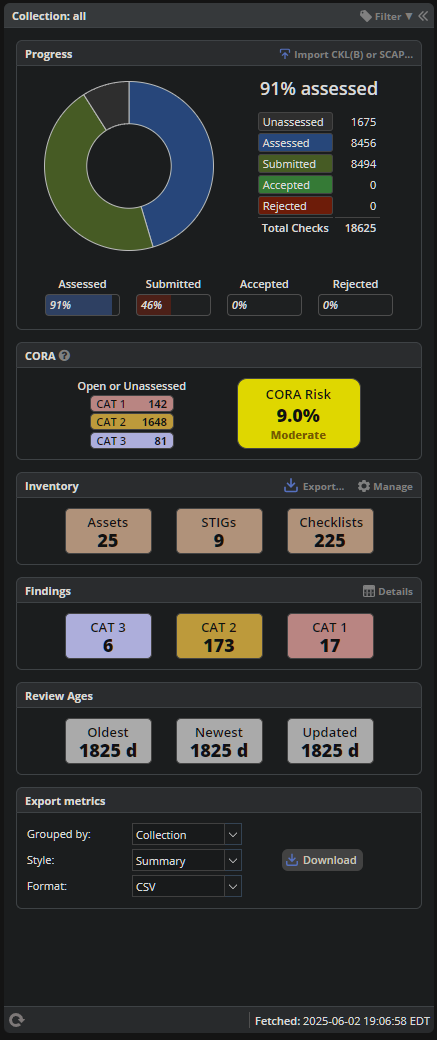 Collection: all Filter
Progress Import CKL(B) or SCAP...
91% assessed
Unassessed 1675
Assessed 8456
Submitted 8494
Accepted 0
Rejected 0
Total Checks 18625
Assessed Submitted Accepted Rejected
91% 46% 0% 0%
CORA ?
Open or Unassessed
CAT 1 142
CAT 2 1648
CAT 3 81
CORA Risk
9.0%
Moderate
Inventory Export... Manage
Assets STIGs Checklists
25 9 225
Findings Details
CAT 3 CAT 2 CAT 1
6 173 17
Review Ages
Oldest Newest Updated
1825 d 1825 d 1825 d
Export metrics
Grouped by: Collection
Style: Summary Download
Format: CSV
Fetched: 2025-06-02 19:06:58 EDT